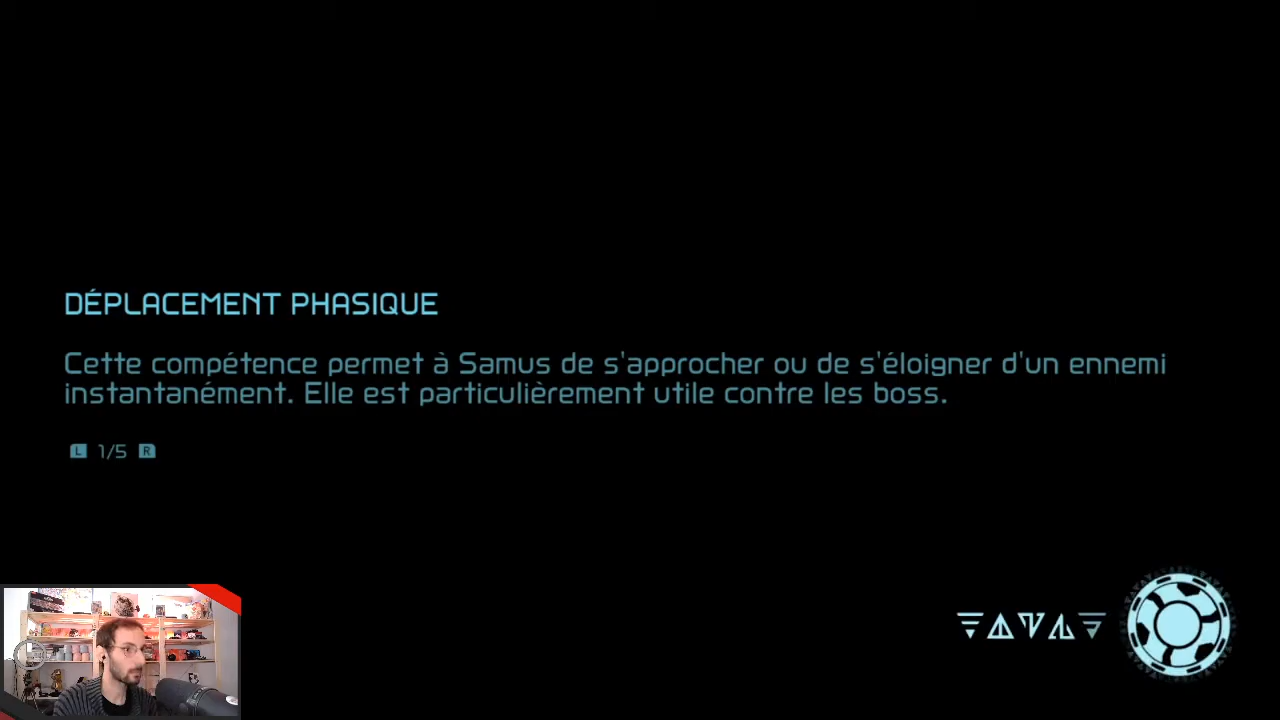 DÉPLACEMENT PHASIQUE
Cette compétence permet à Samus de s'approcher ou de s'éloigner d'un ennemi
instantanément. Elle est particulièrement utile contre les boss.
L 1/5 R